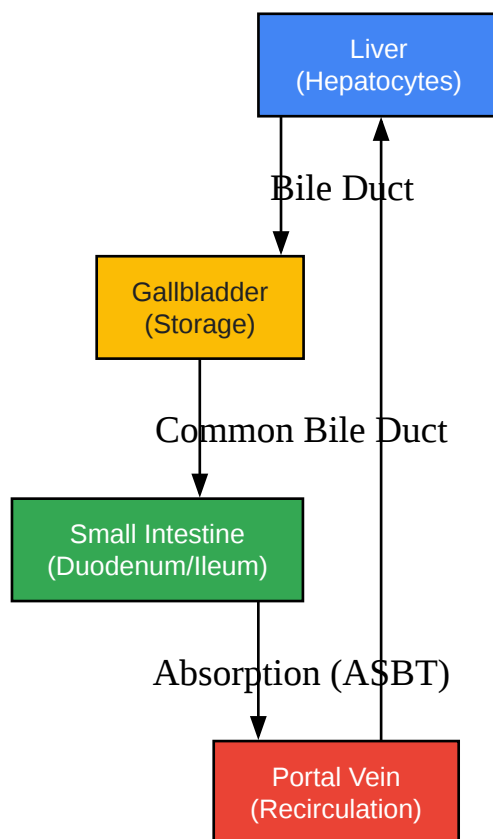 Liver
(Hepatocytes)
Bile Duct
Gallbladder
(Storage)
Common Bile Duct
Small Intestine
(Duodenum/Ileum)
Absorption (ASBT)
Portal Vein
(Recirculation)